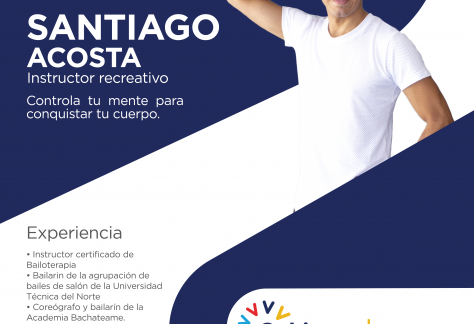 SANTIAGO
ACOSTA
Instructor recreativo
Controla tu mente para
conquistar tu cuerpo.
Experiencia
• Instructor certificado de
Bailoterapia
• Bailarin de la agrupación de
bailes de salón de la Universidad
Técnica del Norte
• Coreógrafo y bailarín de la
Academia Bachateame.